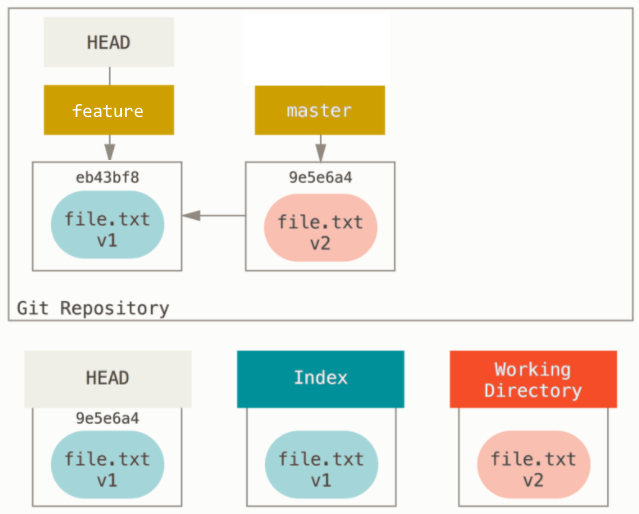 HEAD
feature
master
eb43bf8
file.txt
v1
9e5e6a4
file.txt
v2
Git Repository
HEAD
9e5e6a4
file.txt
v1
Index
file.txt
v1
Working
Directory
file.txt
v2